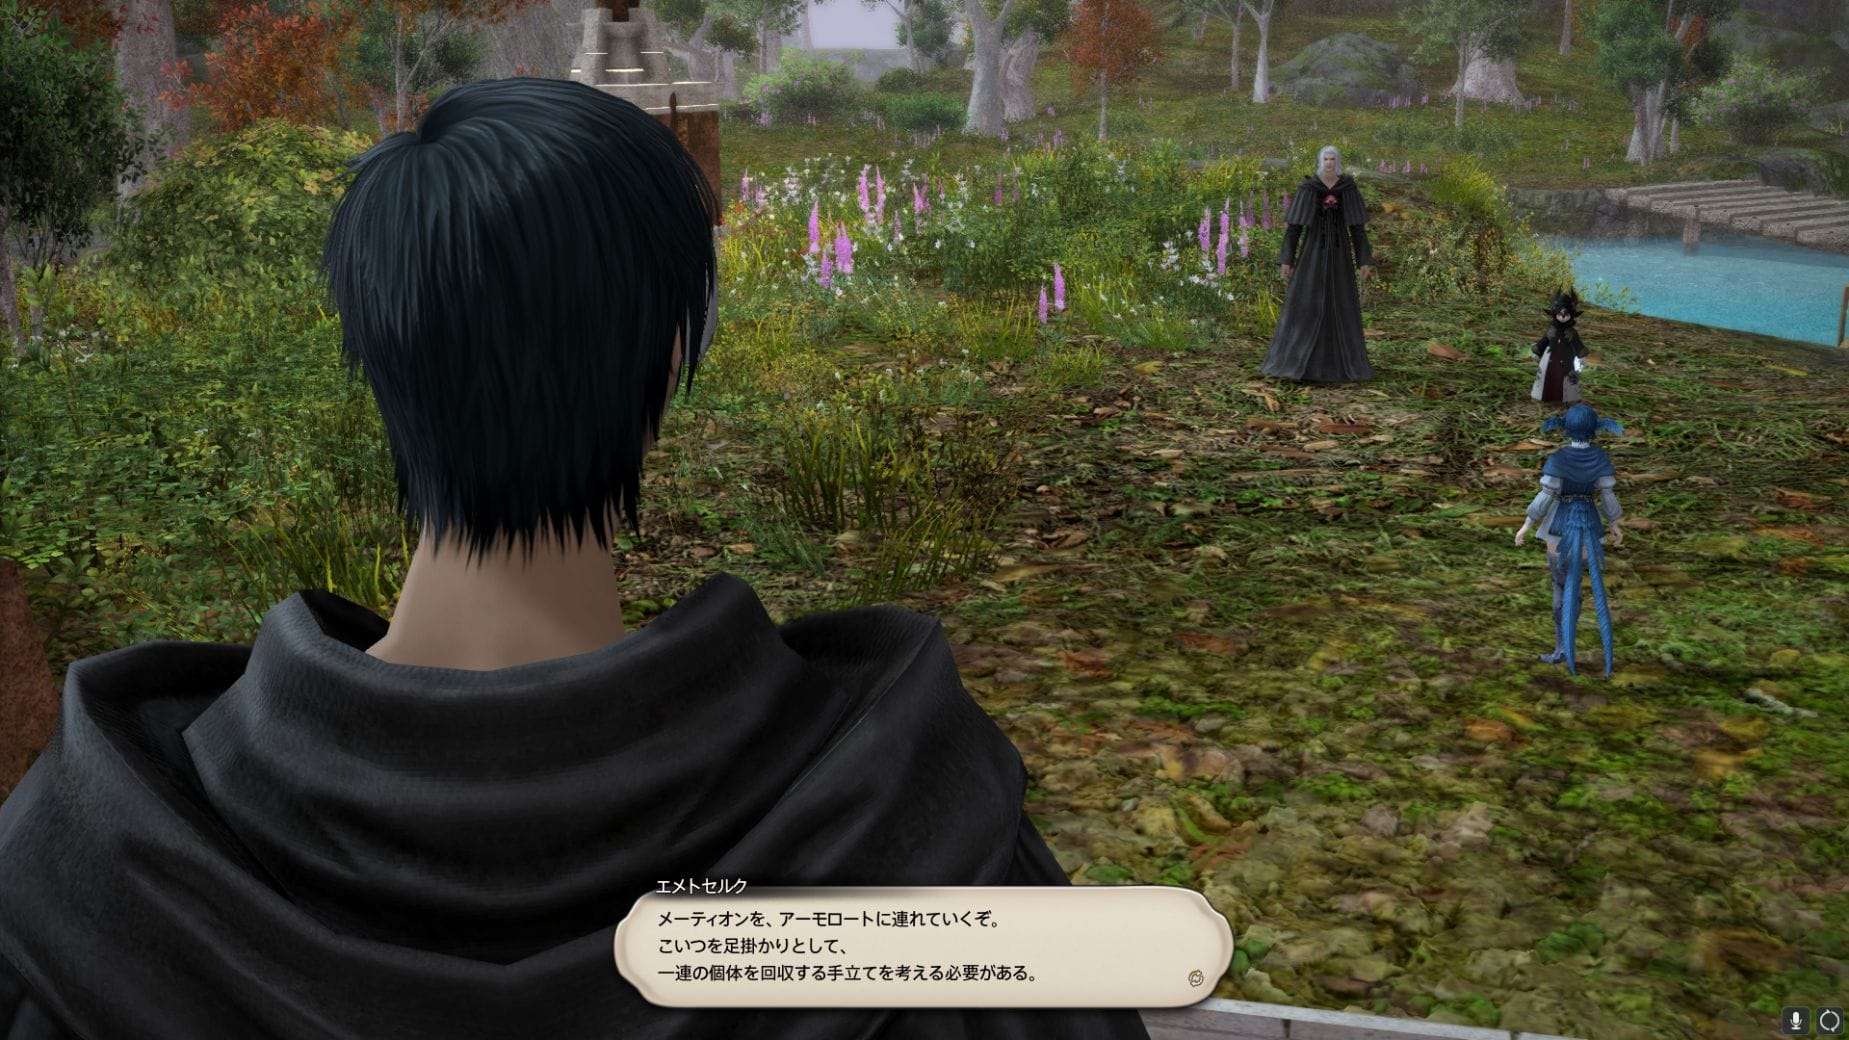 エメトセルク
メーティオンを、アーモロートに連れていくぞ。
こいつを足掛かりとして、
一連の個体を回収する手立てを考える必要がある。